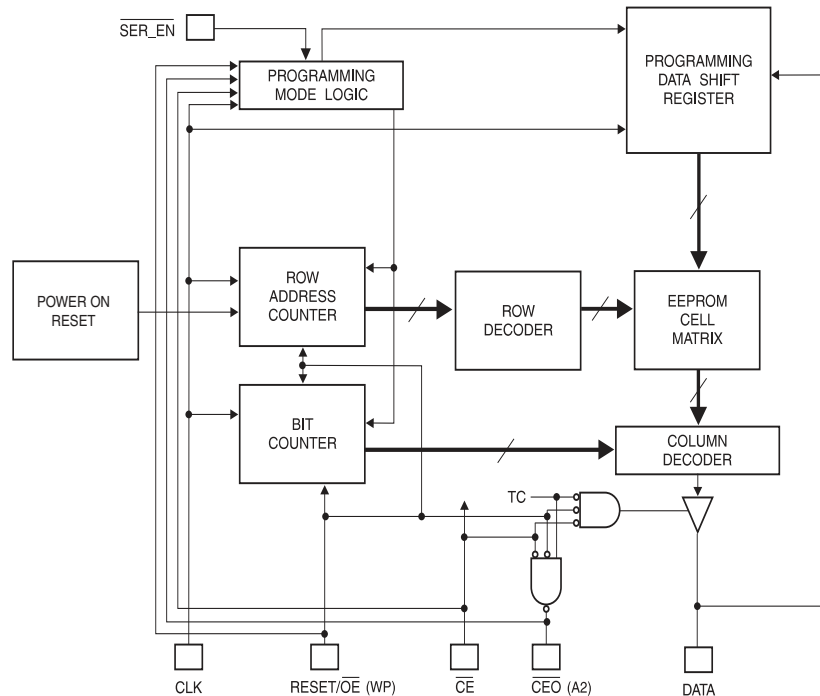 SER_EN
PROGRAMMING
MODE LOGIC
PROGRAMMING
DATA SHIFT
REGISTER
POWER ON
RESET
ROW
ADDRESS
COUNTER
ROW
DECODER
EEPROM
CELL
MATRIX
BIT
COUNTER
COLUMN
DECODER
TC
CLK
RESET/OE (WP)
CE
CEO (A2)
DATA